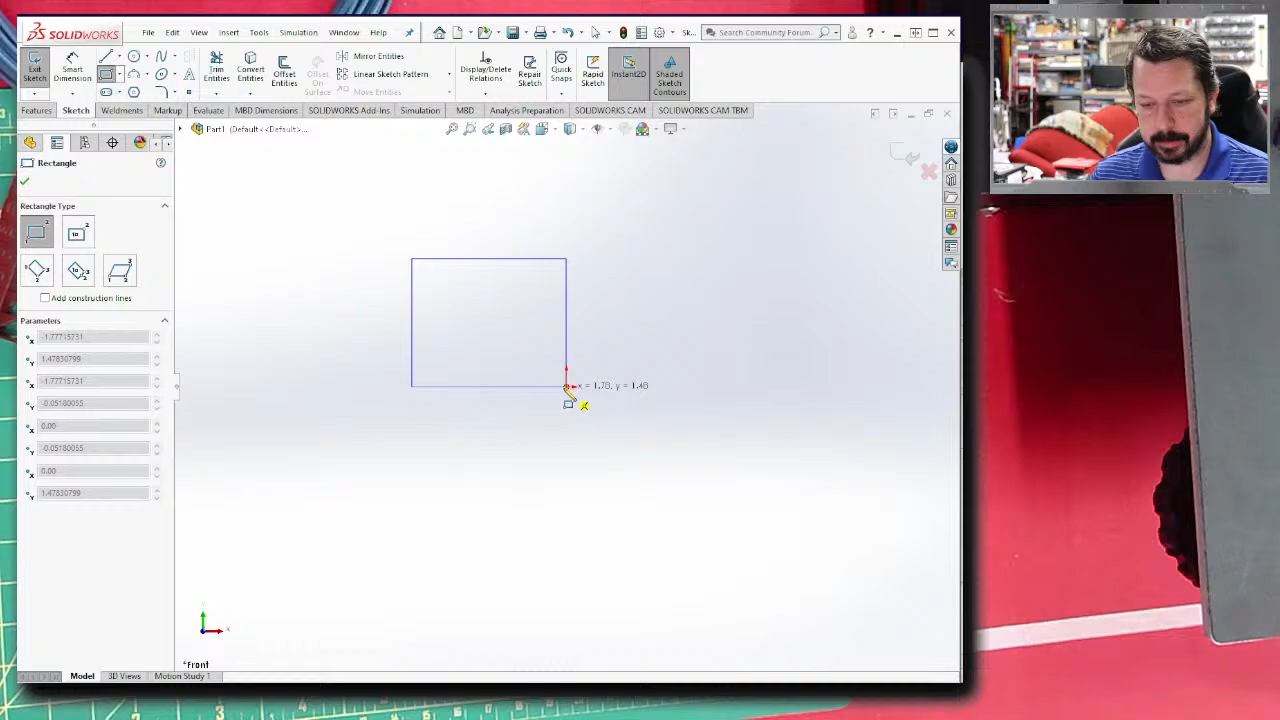 SOLIDWORKS File Edit View Insert Tools Simulation Window Help Sk... Search Community Forum
Exit Sketch Smart Dimension Trim Entities Convert Entities Offset Entities Offset On Surface Mirror Entities Linear Sketch Pattern Move Entities Display/Delete Relations Repair Sketch Quick Snaps Rapid Sketch Instant2D Shaded Sketch Contours
Features Sketch Weldments Markup Evaluate MBD Dimensions SOLIDWORKS Add-Ins Simulation MBD Analysis Preparation SOLIDWORKS CAM SOLIDWORKS CAM TBM
Part1 (Default<<Default>...
Rectangle
Rectangle Type
Add construction lines
Parameters
-1.77715731
1.47830799
-1.77715731
-0.05180055
0.00
-0.05180055
0.00
1.47830799
x = 1.78, y = 1.48
*Front
Model 3D Views Motion Study 1